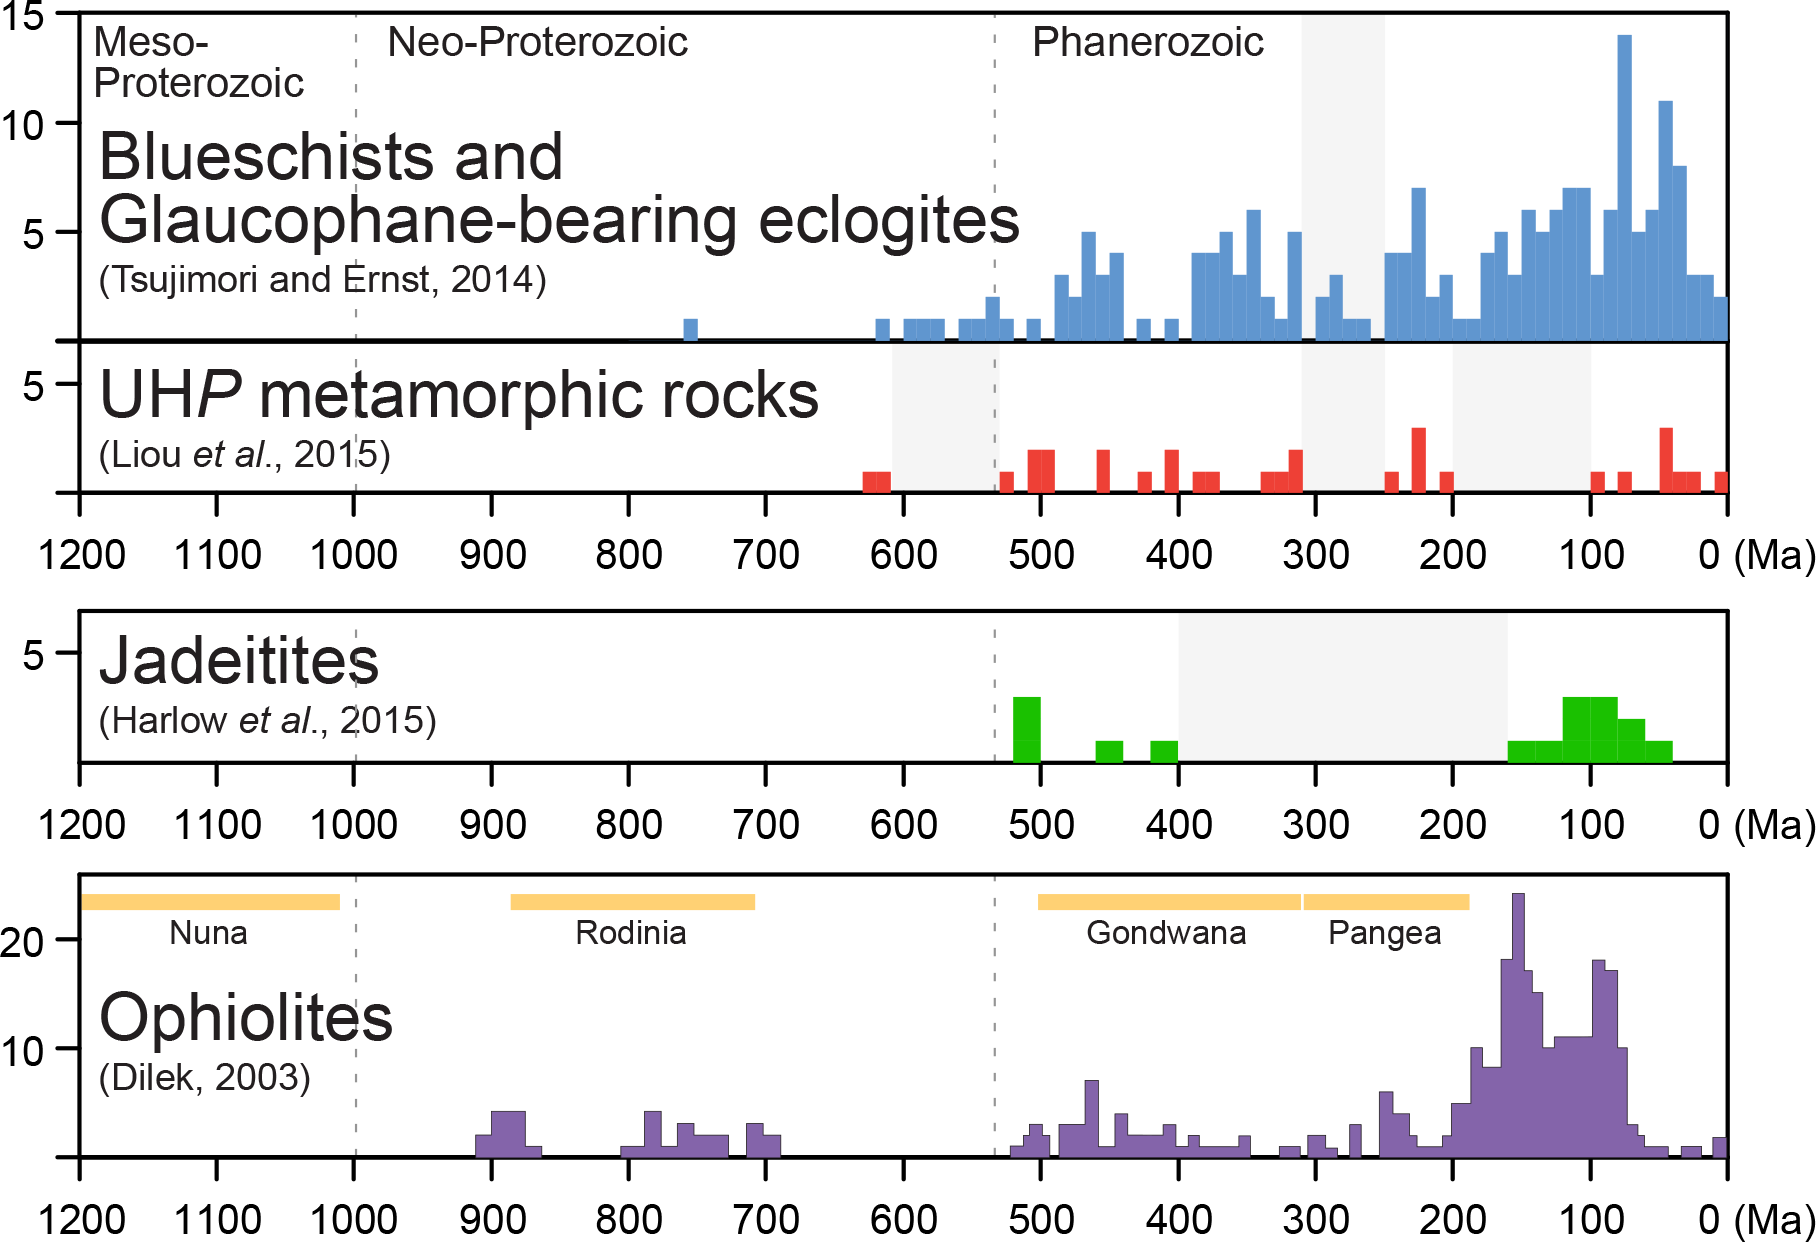 15
Meso-
Proterozoic
Neo-Proterozoic
Phanerozoic
10
Blueschists and
Glaucophane-bearing eclogites
5
(Tsujimori and Ernst, 2014)
5
UHP metamorphic rocks
(Liou et al., 2015)
1200 1100 1000 900 800 700 600 500 400 300 200 100 0 (Ma)
5
Jadeitites
(Harlow et al., 2015)
1200 1100 1000 900 800 700 600 500 400 300 200 100 0 (Ma)
Nuna Rodinia Gondwana Pangea
20
Ophiolites
10
(Dilek, 2003)
1200 1100 1000 900 800 700 600 500 400 300 200 100 0 (Ma)